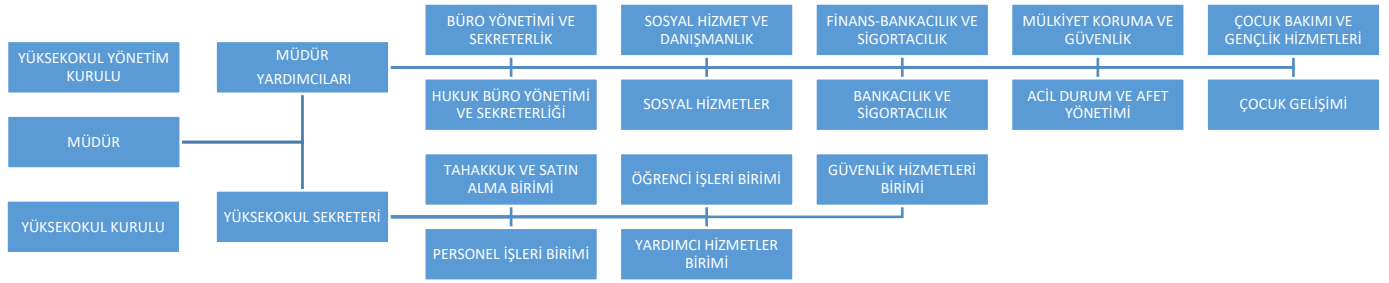 YÜKSEKOKUL YÖNETİM
KURULU
MÜDÜR
YÜKSEKOKUL KURULU
MÜDÜR
YARDIMCILARI
YÜKSEKOKUL SEKRETERİ
BÜRO YÖNETİMİ VE
SEKRETERLİK
SOSYAL HİZMET VE
DANIŞMANLIK
FİNANS-BANKACILIK VE
SİGORTACILIK
MÜLKİYET KORUMA VE
GÜVENLİK
ÇOCUK BAKIMI VE
GENÇLİK HİZMETLERİ
HUKUK BÜRO YÖNETİMİ
VE SEKRETERLİĞİ
SOSYAL HİZMETLER
BANKACILIK VE
SİGORTACILIK
ACİL DURUM VE AFET
YÖNETİMİ
ÇOCUK GELİŞİMİ
TAHAKKUK VE SATIN
ALMA BİRİMİ
ÖĞRENCİ İŞLERİ BİRİMİ
GÜVENLİK HİZMETLERİ
BİRİMİ
PERSONEL İŞLERİ BİRİMİ
YARDIMCI HİZMETLER
BİRİMİ